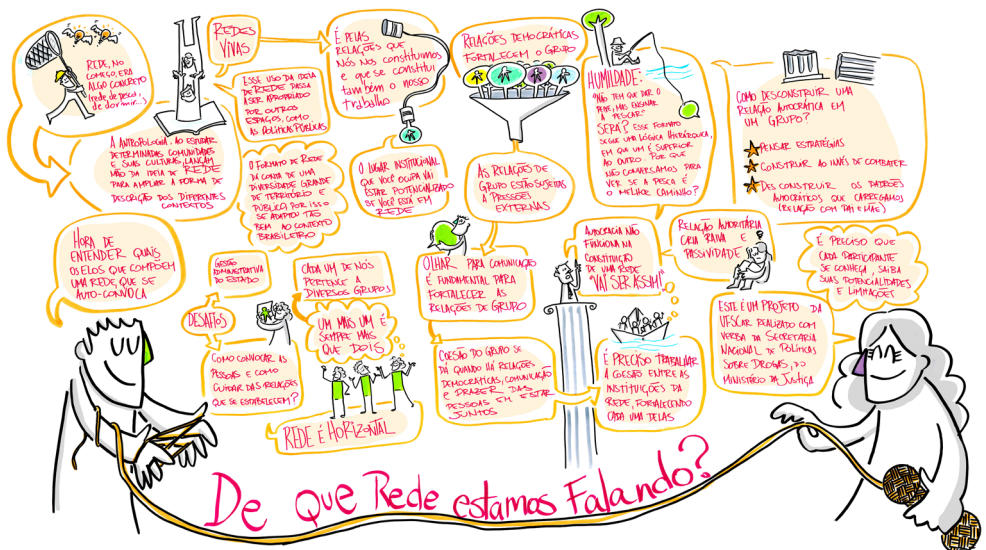 REDE, NO
COMEÇO, ERA
ALGO CONCRETO
(rede de pesca,
de dormir...)
A ANTROPOLOGIA, AO ESTUDAR
DETERMINADAS COMUNIDADES
E SUAS CULTURAS, LANÇAM
MÃO DA IDEIA DE REDE
PARA AMPLIAR A FORMA DE
DESCRIÇÃO DOS DIFERENTES
CONTEXTOS
REDES
VIVAS
ESSE USO DA IDEIA
DE REDE PASSA
A SER APROPRIADO
POR OUTROS
ESPAÇOS, COMO
AS POLÍTICAS PÚBLICAS
O FORMATO DE REDE
DÁ CONTA DE UMA
DIVERSIDADE GRANDE
DE TERRITÓRIO E
PÚBLICO, POR ISSO
SE ADAPTOU TÃO
BEM AO CONTEXTO
BRASILEIRO
É PELAS
RELAÇÕES QUE
NÓS NOS CONSTITUIMOS
E QUE SE CONSTITUI
TAMBÉM O NOSSO
TRABALHO
O LUGAR INSTITUCIONAL
QUE VOCÊ OCUPA VAI
ESTAR POTENCIALIZADO
SE VOCÊ ESTÁ EM
REDE
RELAÇÕES DEMOCRÁTICAS
FORTALECEM O GRUPO
AS RELAÇÕES DE
GRUPO ESTÃO SUJEITAS
A PRESSÕES
EXTERNAS
HUMILDADE:
"NÃO TEM QUE DAR O
PEIXE, MAS ENSINAR
A PESCAR"
SERÁ? ESSE FORMATO
SEGUE UMA LÓGICA HIERÁRQUICA,
EM QUE UM É SUPERIOR
AO OUTRO. POR QUE
NÃO CONVERSAMOS PARA
VER SE A PESCA É
O MELHOR CAMINHO?
COMO DESCONSTRUIR UMA
RELAÇÃO AUTOCRÁTICA EM
UM GRUPO?
PENSAR ESTRATÉGIAS
CONSTRUIR AO INVÉS DE COMBATER
DESCONSTRUIR OS PADRÕES
AUTOCRÁTICOS QUE CARREGAMOS
(RELAÇÃO COM PAI E MÃE)
HORA DE
ENTENDER QUAIS
OS ELOS QUE COMPOEM
UMA REDE, QUE SE
AUTO-CONVOCA
GESTÃO
ADMINISTRATIVA
DO ESTADO
DESAFIOS
COMO CONVOCAR AS
PESSOAS E COMO
CUIDAR DAS RELAÇÕES
QUE SE ESTABELECEM?
CADA UM DE NÓS
PERTENCE A
DIVERSOS GRUPOS
UM MAIS UM É
SEMPRE MAIS
QUE DOIS
REDE É HORIZONTAL
OLHAR PARA COMUNICAÇÃO
É FUNDAMENTAL PARA
FORTALECER AS
RELAÇÕES DE GRUPO
COESÃO DO GRUPO SE
DÁ QUANDO HÁ RELAÇÕES
DEMOCRÁTICAS, COMUNICAÇÃO
E PRAZER DAS
PESSOAS EM ESTAR
JUNTOS
AUTOCRACIA NÃO
FUNCIONA NA
CONSTITUIÇÃO
DE UMA REDE
"VAI SER ASSIM"
É PRECISO TRABALHAR
A COESÃO ENTRE AS
INSTITUIÇÕES DA
REDE, FORTALECENDO
CADA UMA DELAS
RELAÇÃO AUTORITÁRIA
CRIA RAIVA E
PASSIVIDADE
É PRECISO QUE
CADA PARTICIPANTE
SE CONHEÇA, SAIBA
SUAS POTENCIALIDADES
E LIMITAÇÕES
ESTE É UM PROJETO DA
UFSCAR REALIZADO COM
VERBA DA SECRETARIA
NACIONAL DE POLÍTICAS
SOBRE DROGAS, DO
MINISTÉRIO DA JUSTIÇA
De que Rede estamos Falando?